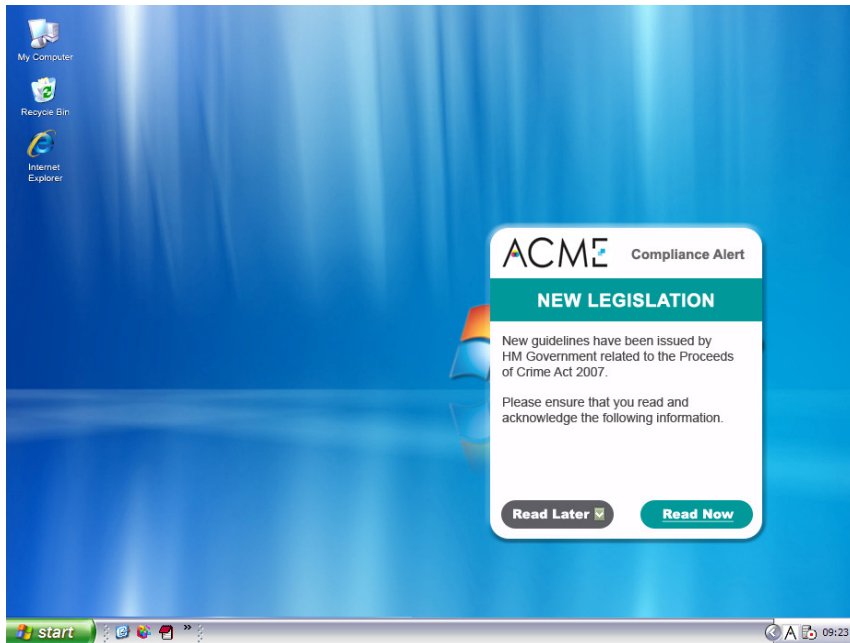 My Computer
Recycle Bin
Internet
Explorer
ACME Compliance Alert
NEW LEGISLATION
New guidelines have been issued by
HM Government related to the Proceeds
of Crime Act 2007.
Please ensure that you read and
acknowledge the following information.
Read Later Read Now
start » A 09:23